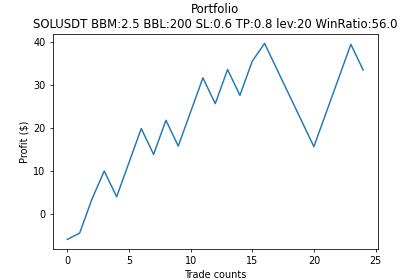 Portfolio
SOLUSDT BBM:2.5 BBL:200 SL:0.6 TP:0.8 lev:20 WinRatio:56.0
40
30
20
10
0
Profit ($)
0 5 10 15 20 25
Trade counts